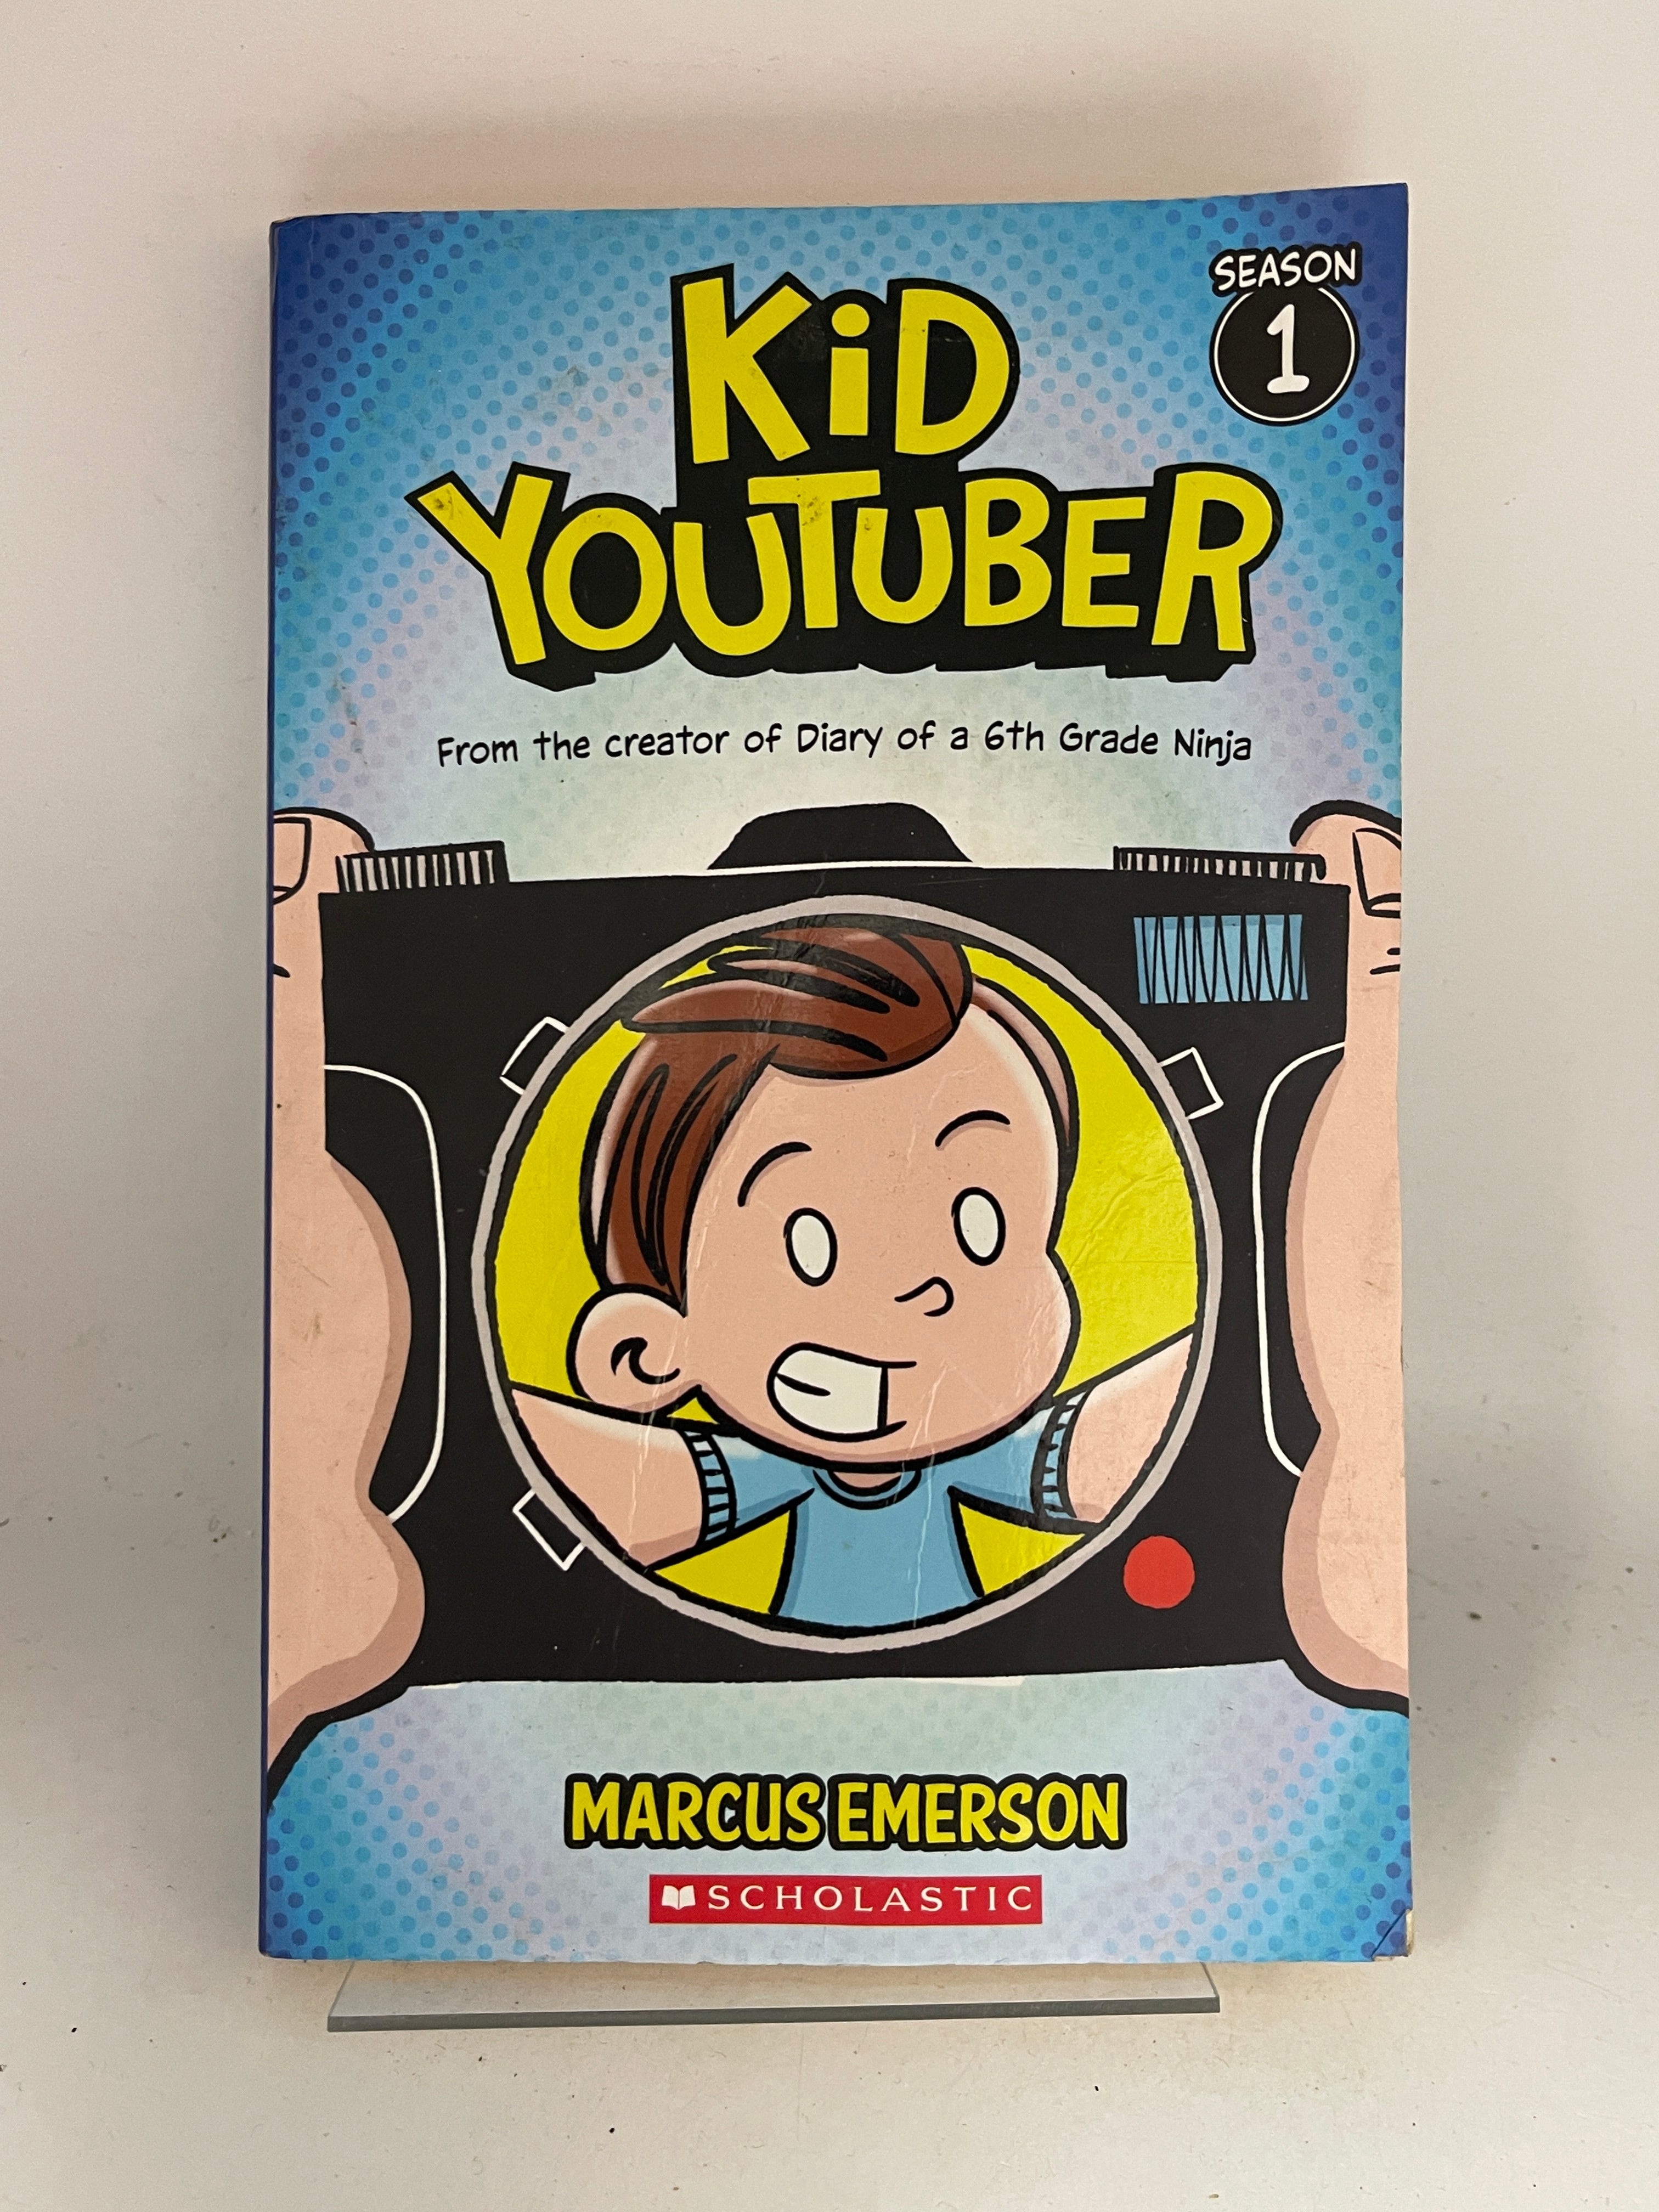 SEASON
1
KiD
YOUTUBER
From the creator of Diary of a 6th Grade Ninja
MARCUS EMERSON
SCHOLASTIC